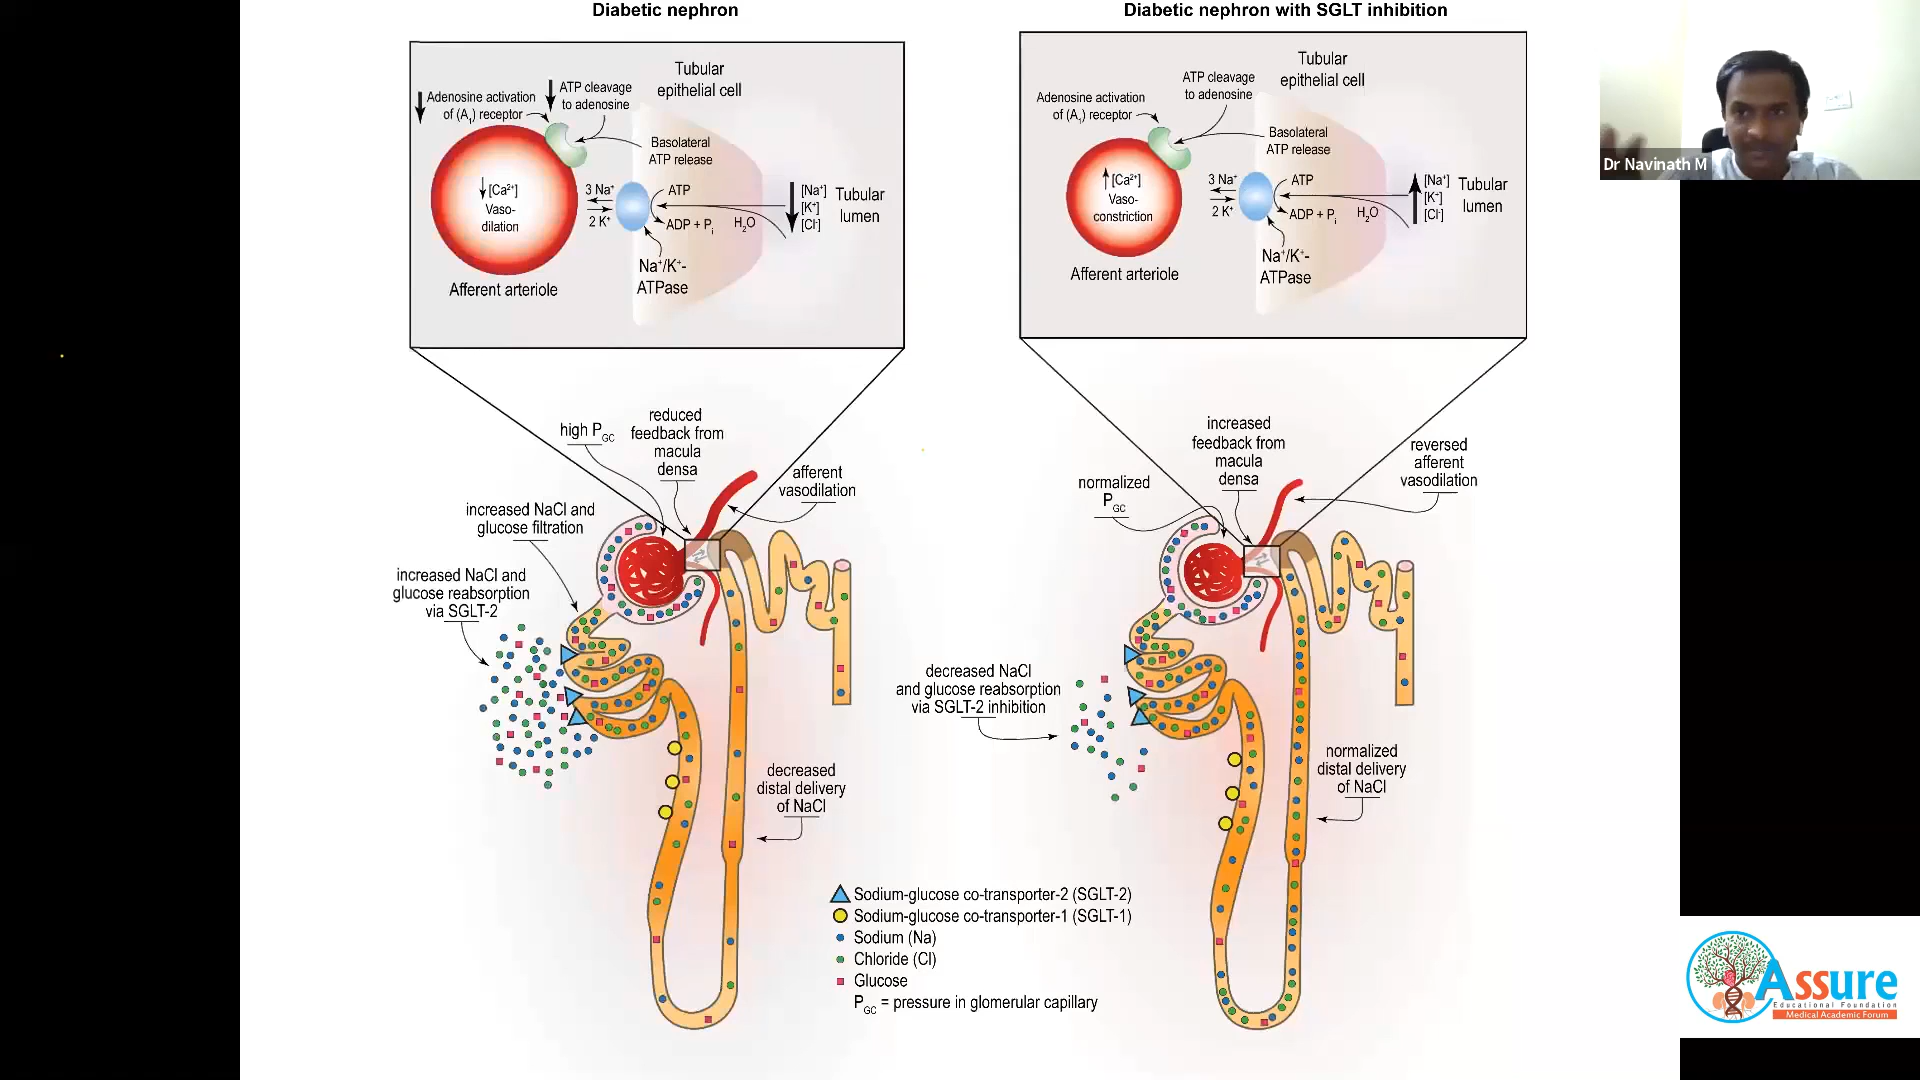 Diabetic nephron
Tubular
epithelial cell
ATP cleavage
to adenosine
Adenosine activation
of (A1) receptor
Basolateral
ATP release
[Ca²⁺]
Vaso-
dilation
3 Na⁺
2 K⁺
ATP
ADP + Pi
H₂O
[Na⁺]
[K⁺]
[Cl⁻]
Tubular
lumen
Na⁺/K⁺-
ATPase
Afferent arteriole
high PGC
reduced
feedback from
macula
densa
afferent
vasodilation
increased NaCl and
glucose filtration
increased NaCl and
glucose reabsorption
via SGLT-2
decreased
distal delivery
of NaCl
Diabetic nephron with SGLT inhibition
Tubular
epithelial cell
ATP cleavage
to adenosine
Adenosine activation
of (A1) receptor
Basolateral
ATP release
[Ca²⁺]
Vaso-
constriction
3 Na⁺
2 K⁺
ATP
ADP + Pi
H₂O
[Na⁺]
[K⁺]
[Cl⁻]
Tubular
lumen
Na⁺/K⁺-
ATPase
Afferent arteriole
increased
feedback from
macula
densa
reversed
afferent
vasodilation
normalized
PGC
decreased NaCl
and glucose reabsorption
via SGLT-2 inhibition
normalized
distal delivery
of NaCl
Sodium-glucose co-transporter-2 (SGLT-2)
Sodium-glucose co-transporter-1 (SGLT-1)
Sodium (Na)
Chloride (Cl)
Glucose
PGC = pressure in glomerular capillary
Dr Navinath M
Assure
Educational Foundation
Medical Academic Forum